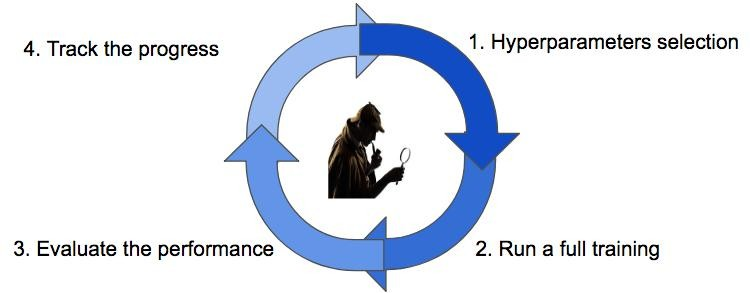 4. Track the progress
1. Hyperparameters selection
3. Evaluate the performance
2. Run a full training